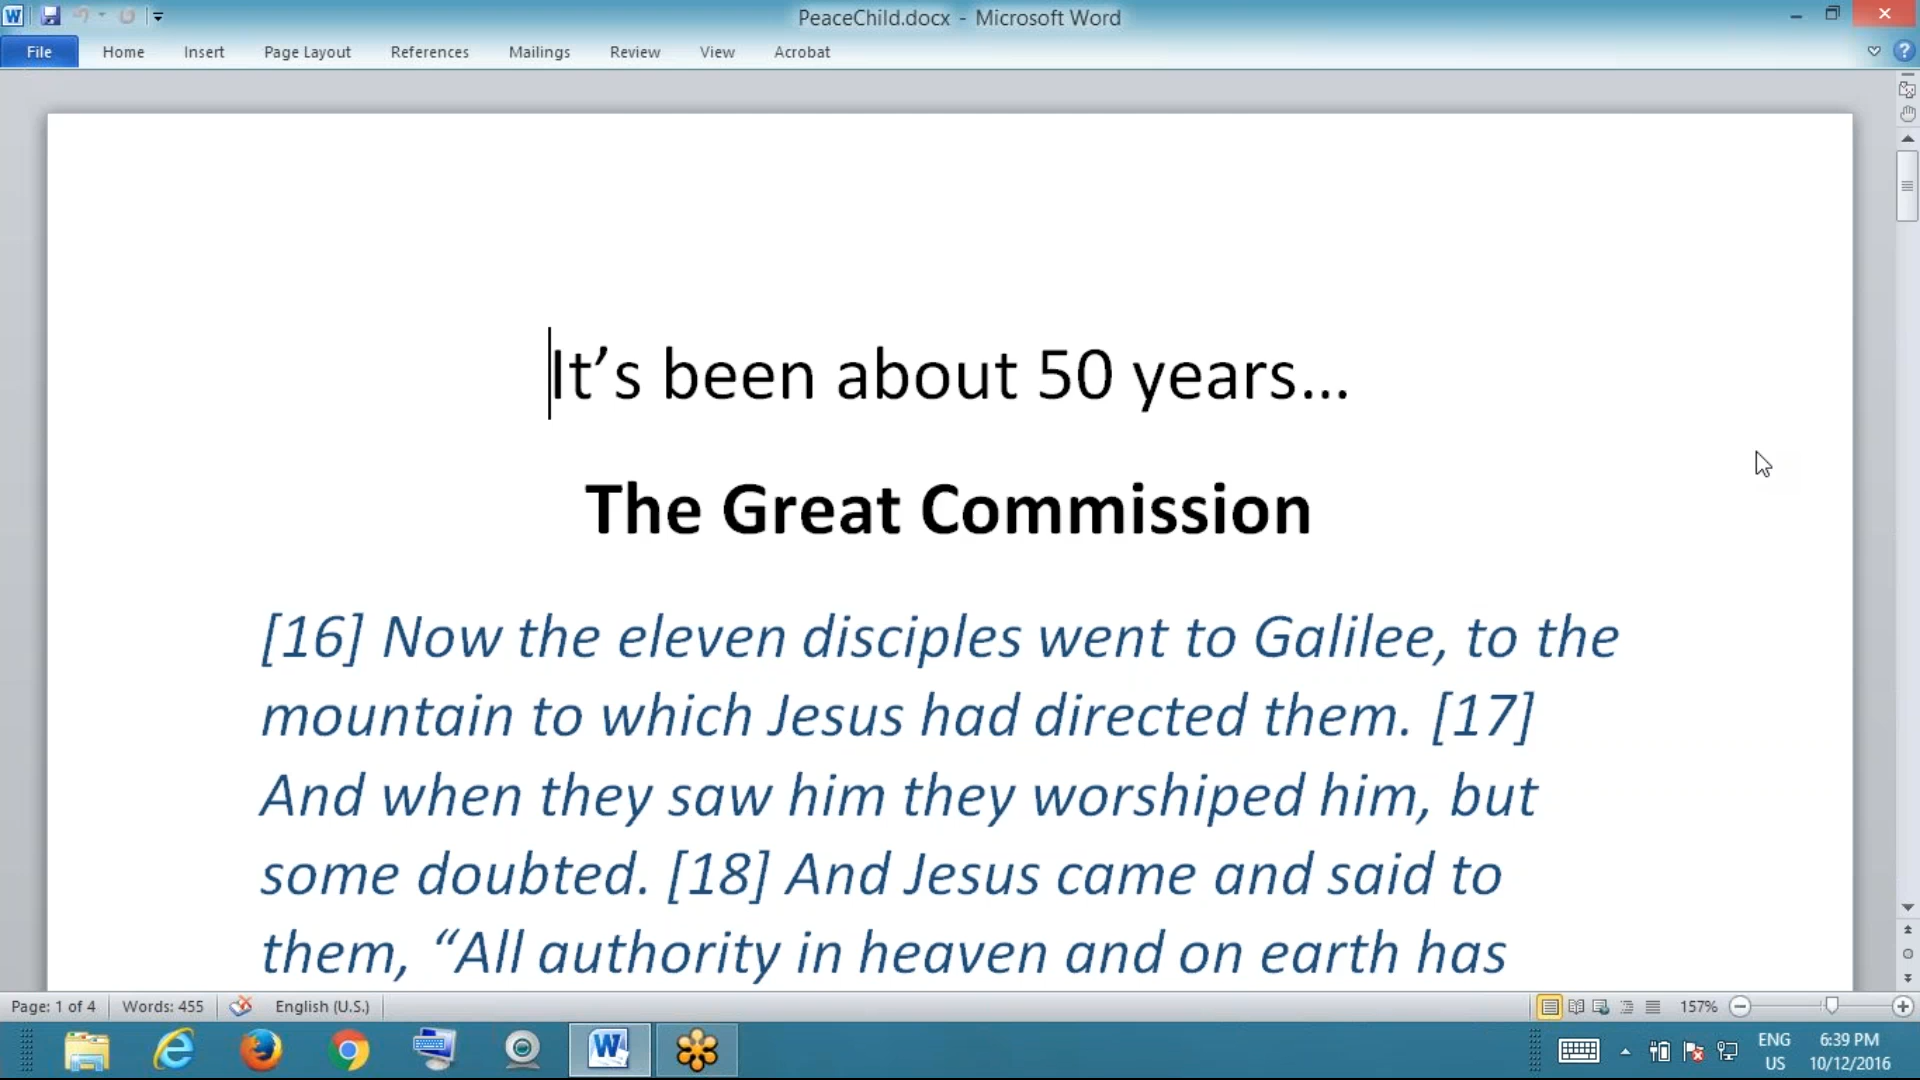 PeaceChild.docx - Microsoft Word
File Home Insert Page Layout References Mailings Review View Acrobat
It’s been about 50 years…
The Great Commission
[16] Now the eleven disciples went to Galilee, to the
mountain to which Jesus had directed them. [17]
And when they saw him they worshiped him, but
some doubted. [18] And Jesus came and said to
them, “All authority in heaven and on earth has
Page: 1 of 4 Words: 455 English (U.S.) 157%
ENG 6:39 PM
US 10/12/2016